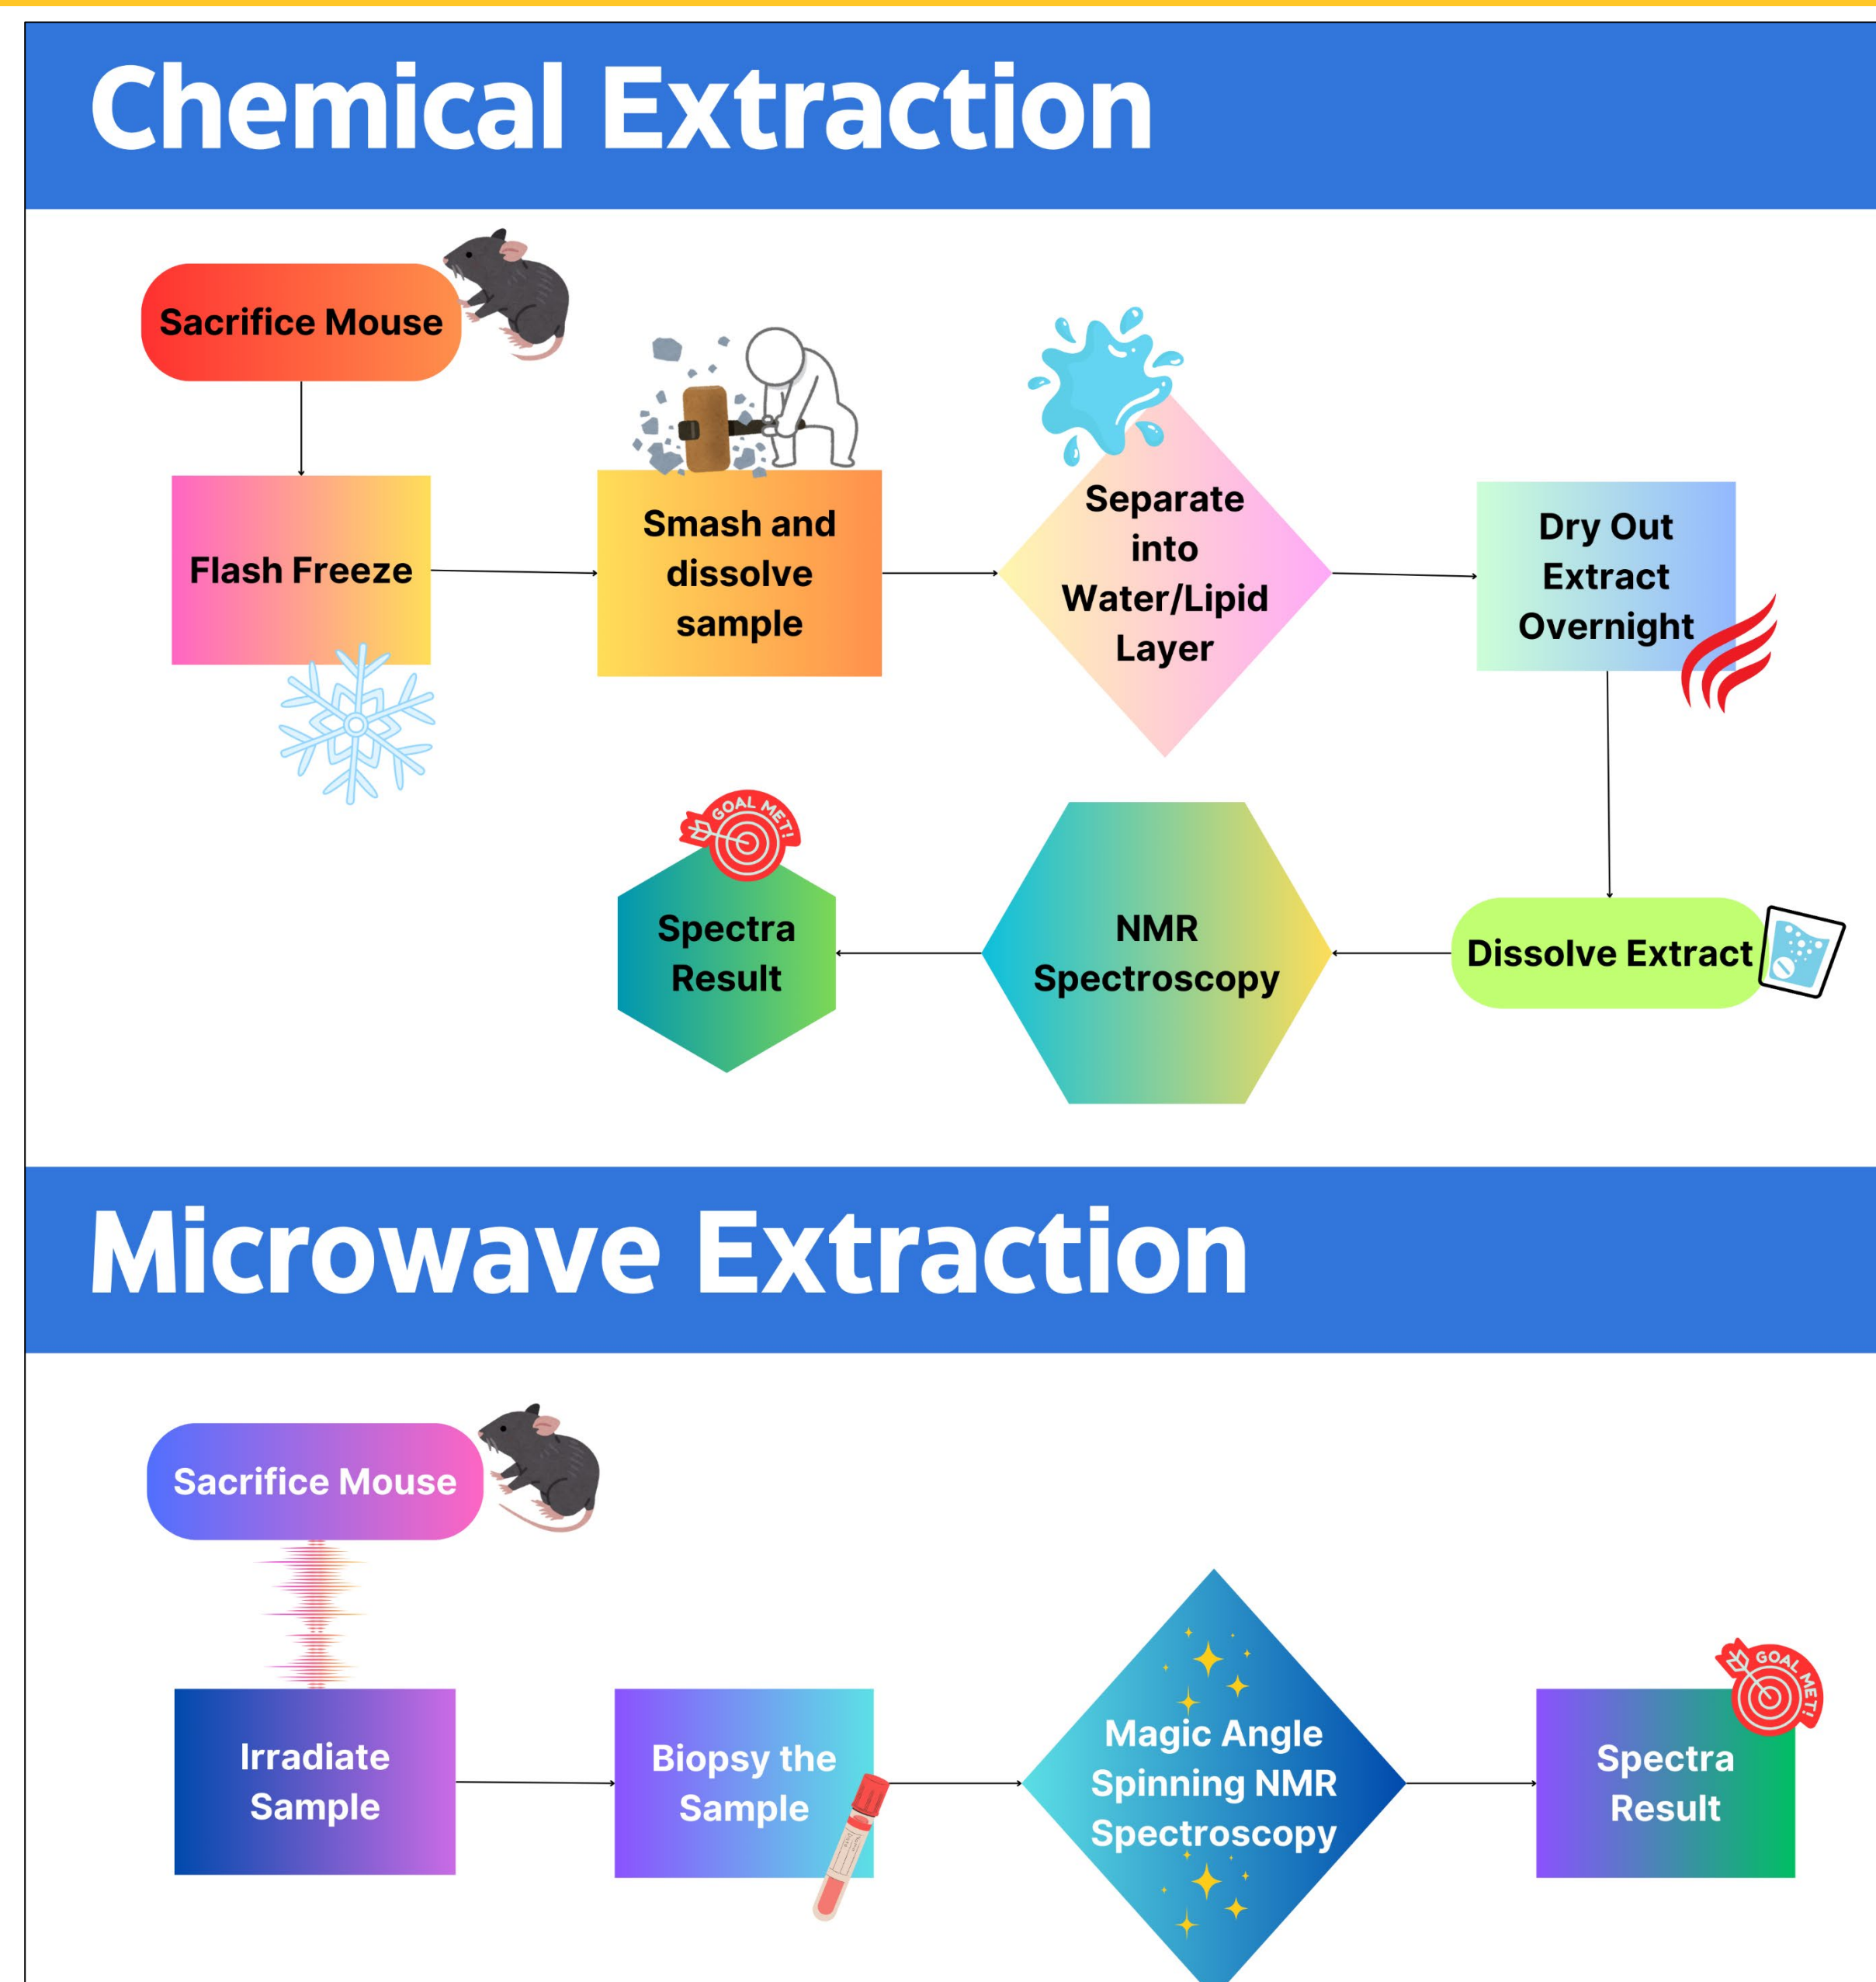 Chemical Extraction
Sacrifice Mouse
Flash Freeze
Smash and
dissolve
sample
Separate
into
Water/Lipid
Layer
Dry Out
Extract
Overnight
Dissolve Extract
NMR
Spectroscopy
GOAL MET!
Spectra
Result
Microwave Extraction
Sacrifice Mouse
Irradiate
Sample
Biopsy the
Sample
Magic Angle
Spinning NMR
Spectroscopy
GOAL MET!
Spectra
Result